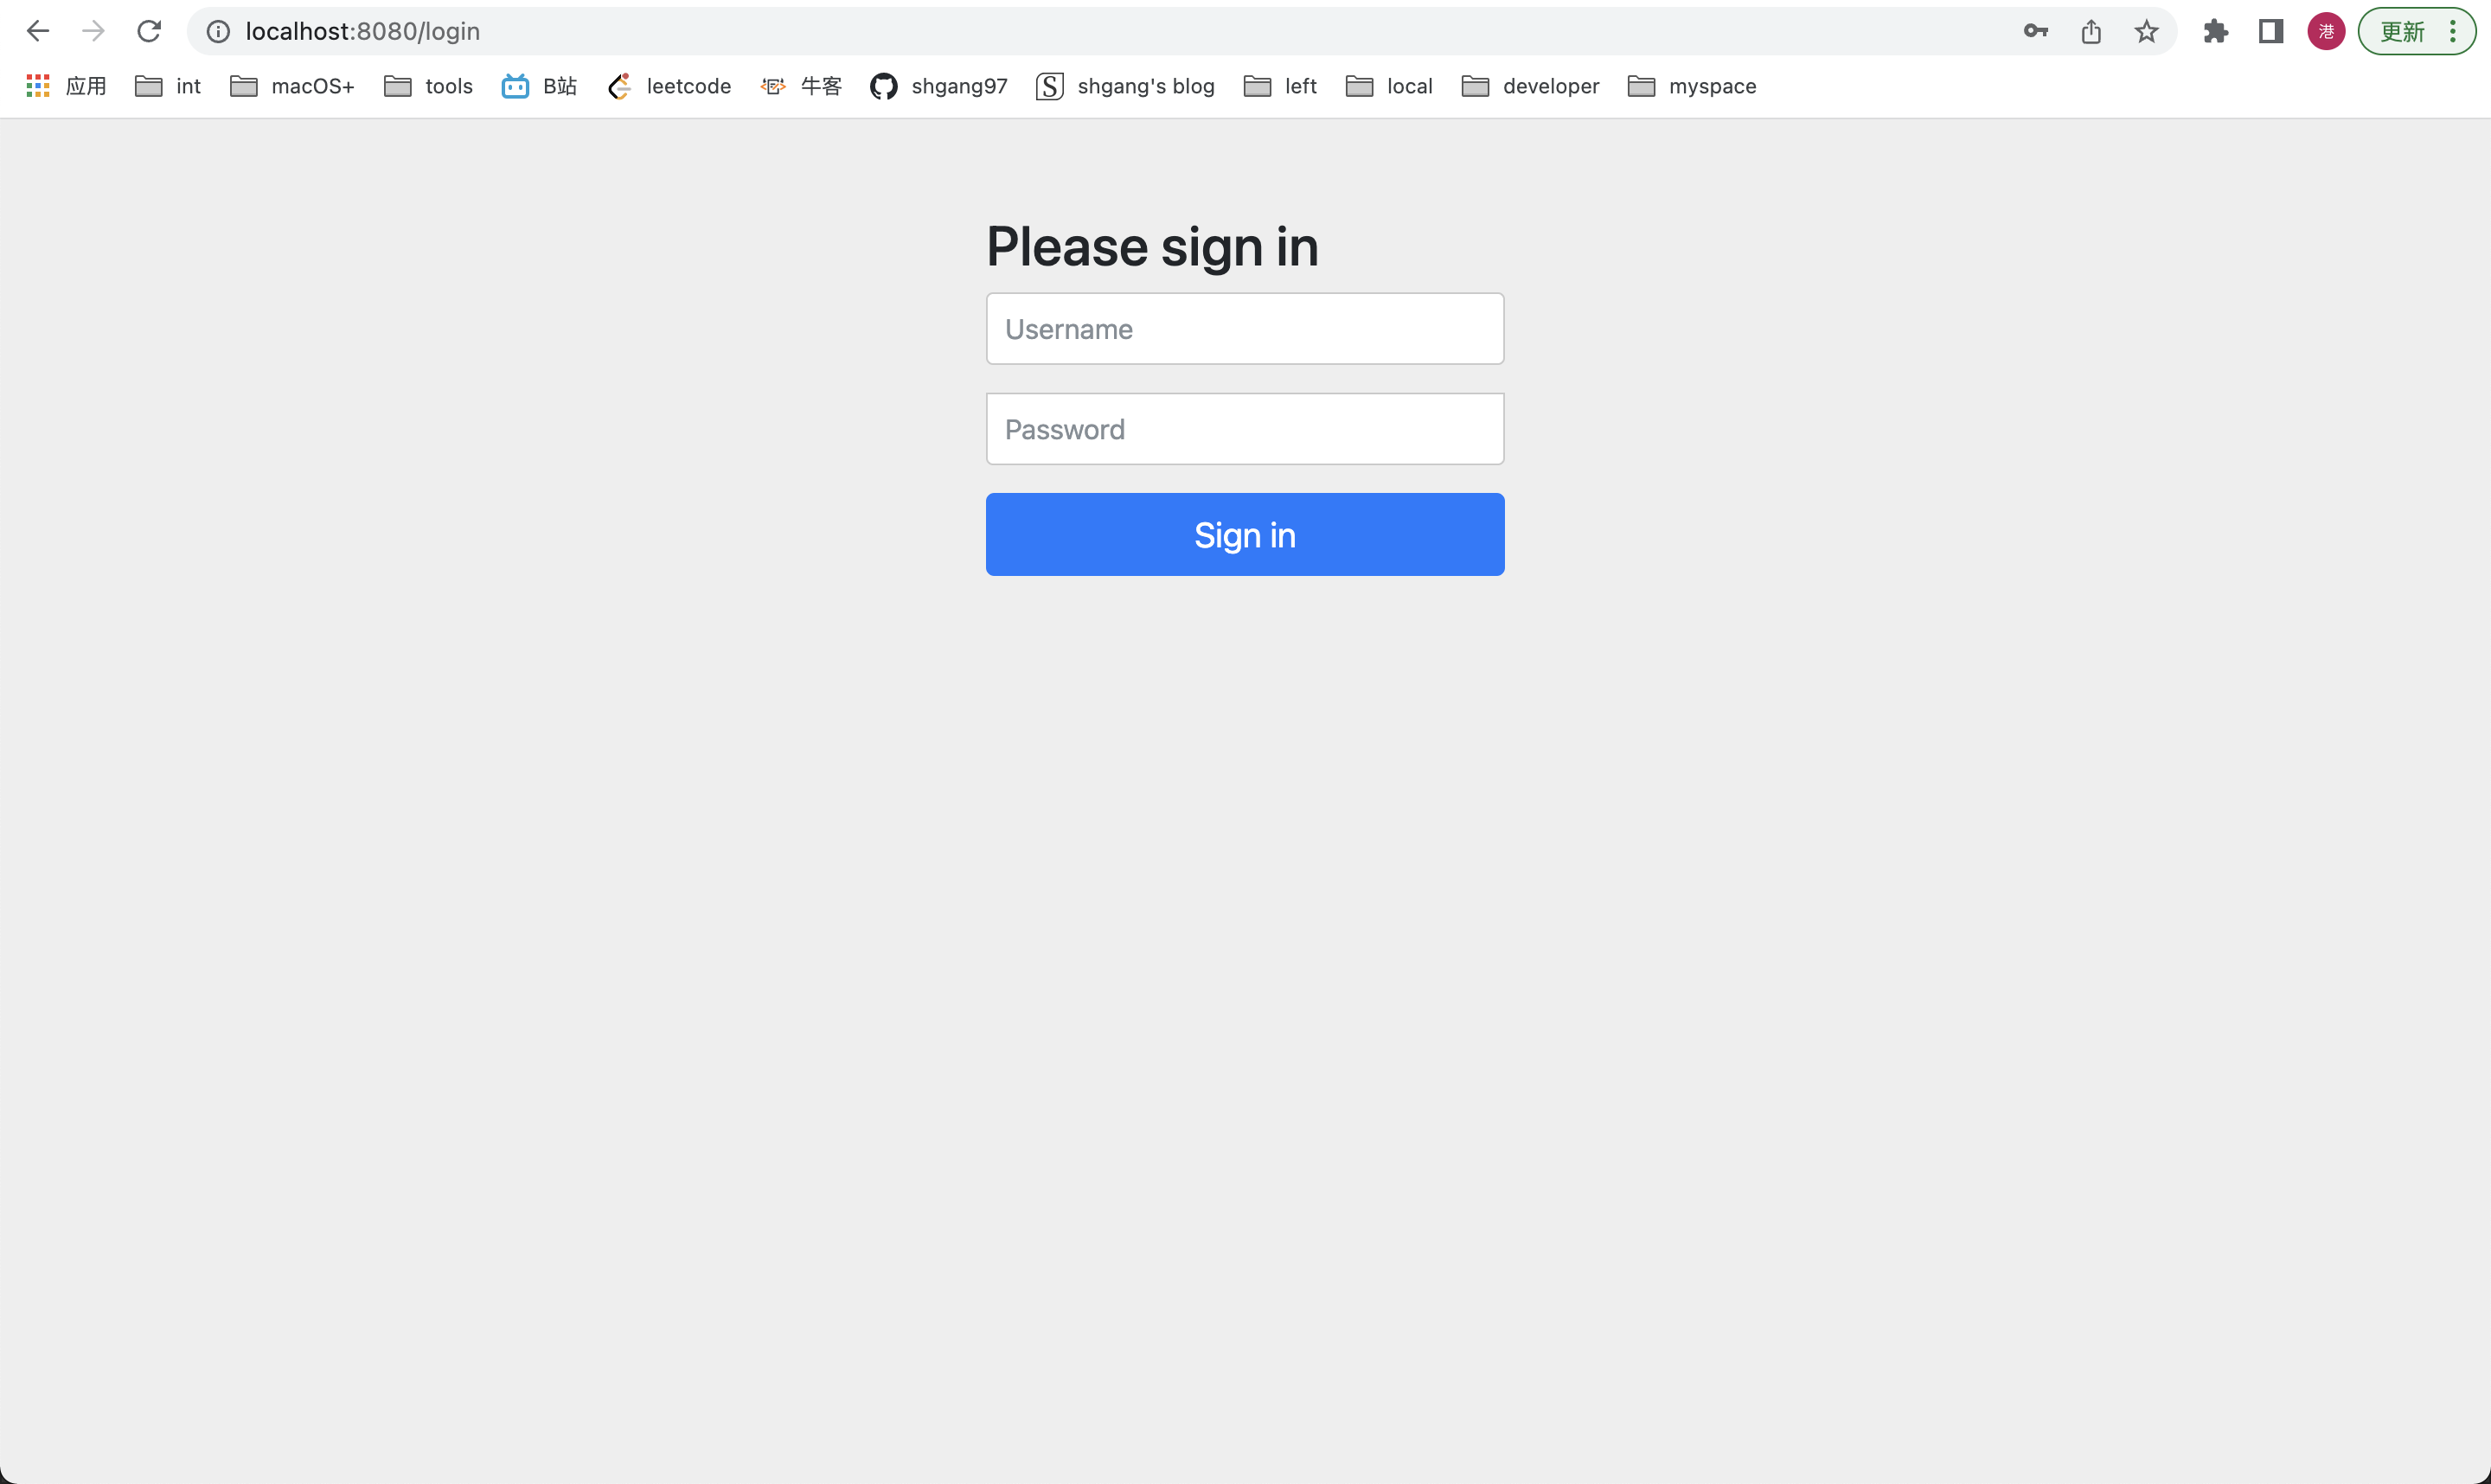 localhost:8080/login
更新
应用 int macOS+ tools B站 leetcode 牛客 shgang97 shgang's blog left local developer myspace
Please sign in
Username
Password
Sign in